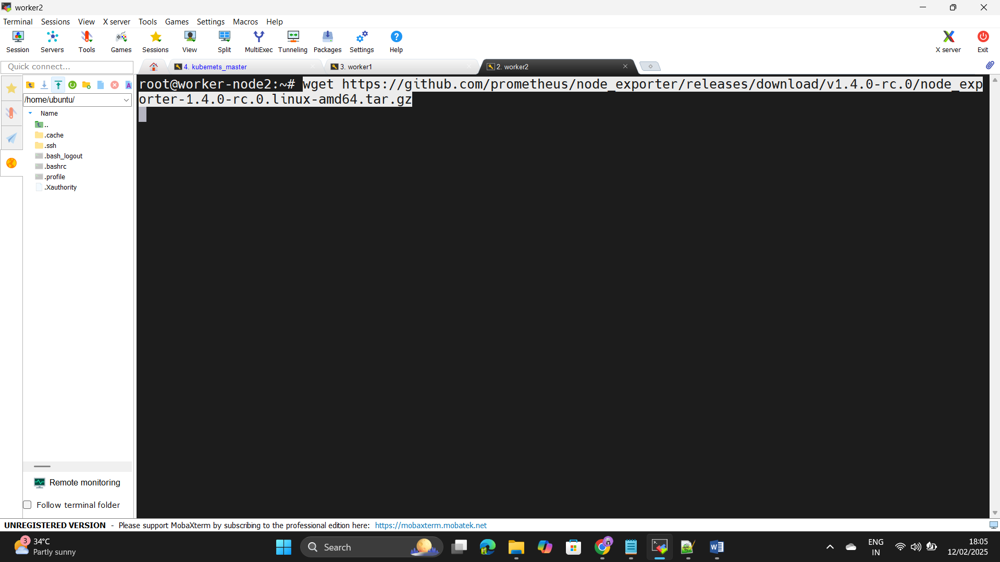 worker2
Terminal Sessions View X server Tools Games Settings Macros Help
Session Servers Tools Games Sessions View Split MultiExec Tunneling Packages Settings Help X server Exit
Quick connect...
4. kubernets_master
3. worker1
2. worker2
/home/ubuntu/
Name
..
.cache
.ssh
.bash_logout
.bashrc
.profile
.Xauthority
Remote monitoring
Follow terminal folder
root@worker-node2:~# wget https://github.com/prometheus/node_exporter/releases/download/v1.4.0-rc.0/node_exp
orter-1.4.0-rc.0.linux-amd64.tar.gz
UNREGISTERED VERSION - Please support MobaXterm by subscribing to the professional edition here: https://mobaxterm.mobatek.net
3
34°C
Partly sunny
Search
ENG
IN
18:05
12/02/2025